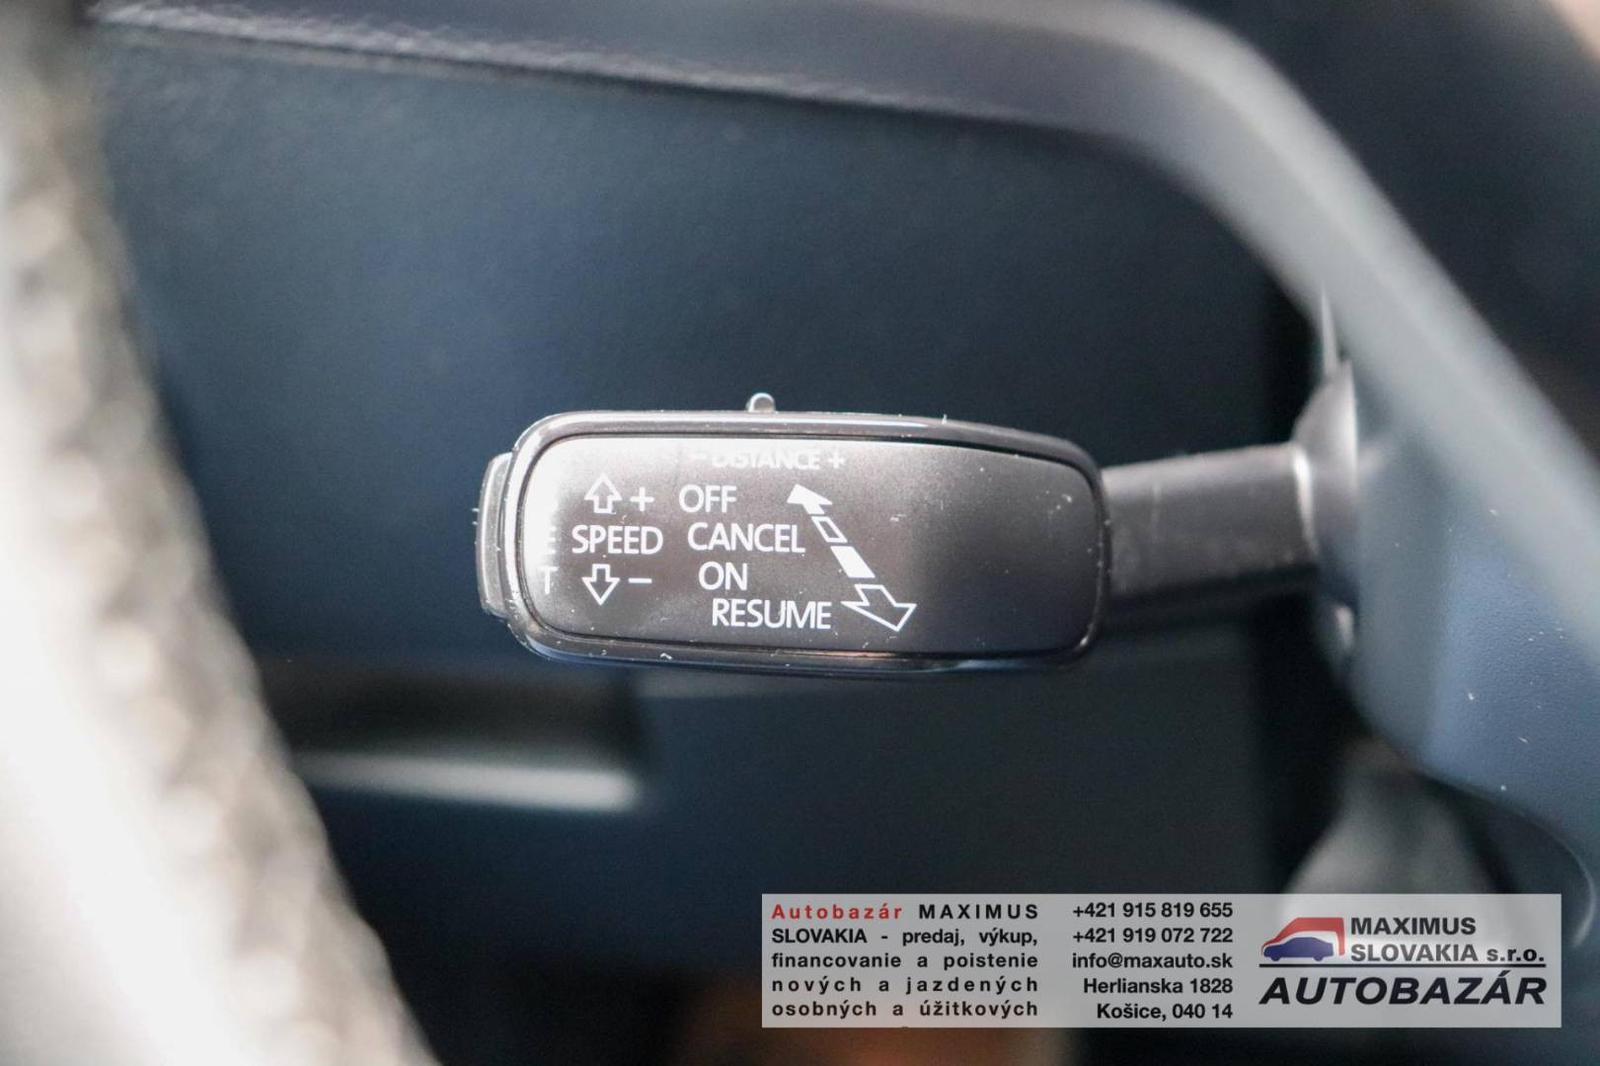 - DISTANCE +
+ OFF
SPEED CANCEL
T - ON
RESUME
Autobazár MAXIMUS
SLOVAKIA - predaj, výkup,
financovanie a poistenie
nových a jazdených
osobných a úžitkových
+421 915 819 655
+421 919 072 722
info@maxauto.sk
Herlianska 1828
Košice, 040 14
MAXIMUS
SLOVAKIA s.r.o.
AUTOBAZÁR